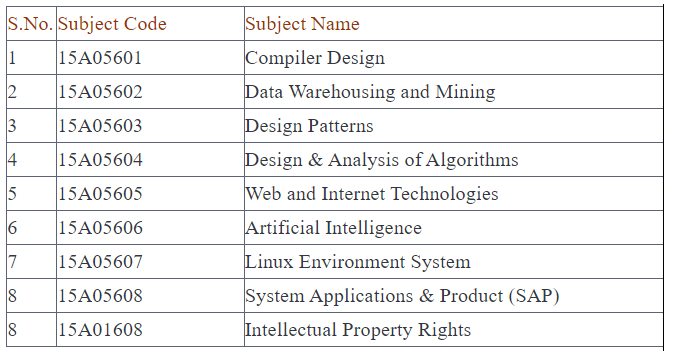 S.No. Subject Code Subject Name
1 15A05601 Compiler Design
2 15A05602 Data Warehousing and Mining
3 15A05603 Design Patterns
4 15A05604 Design & Analysis of Algorithms
5 15A05605 Web and Internet Technologies
6 15A05606 Artificial Intelligence
7 15A05607 Linux Environment System
8 15A05608 System Applications & Product (SAP)
8 15A01608 Intellectual Property Rights